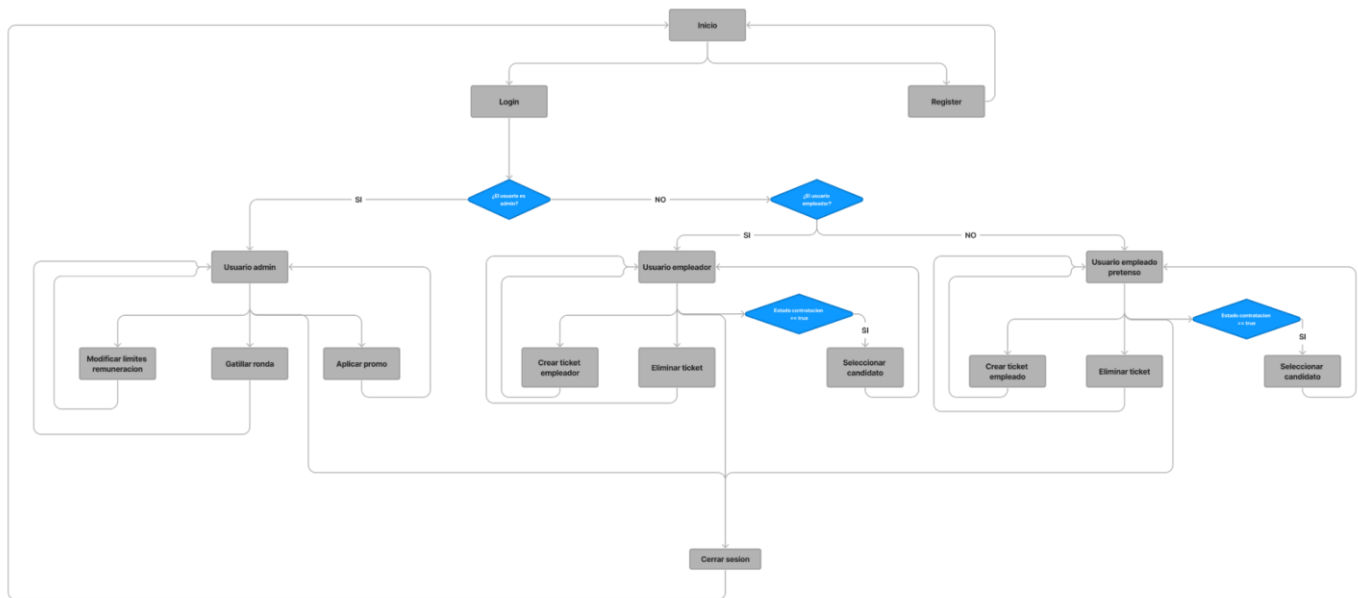 Inicio
Login
Register
¿El usuario es
admin?
SI
NO
¿El usuario
empleador?
SI
NO
Usuario admin
Usuario empleador
Usuario empleado
pretenso
Estado contratacion
== true
SI
Estado contratacion
== true
SI
Modificar limites
remuneracion
Gatillar ronda
Aplicar promo
Crear ticket
empleador
Eliminar ticket
Seleccionar
candidato
Crear ticket
empleado
Eliminar ticket
Seleccionar
candidato
Cerrar sesion